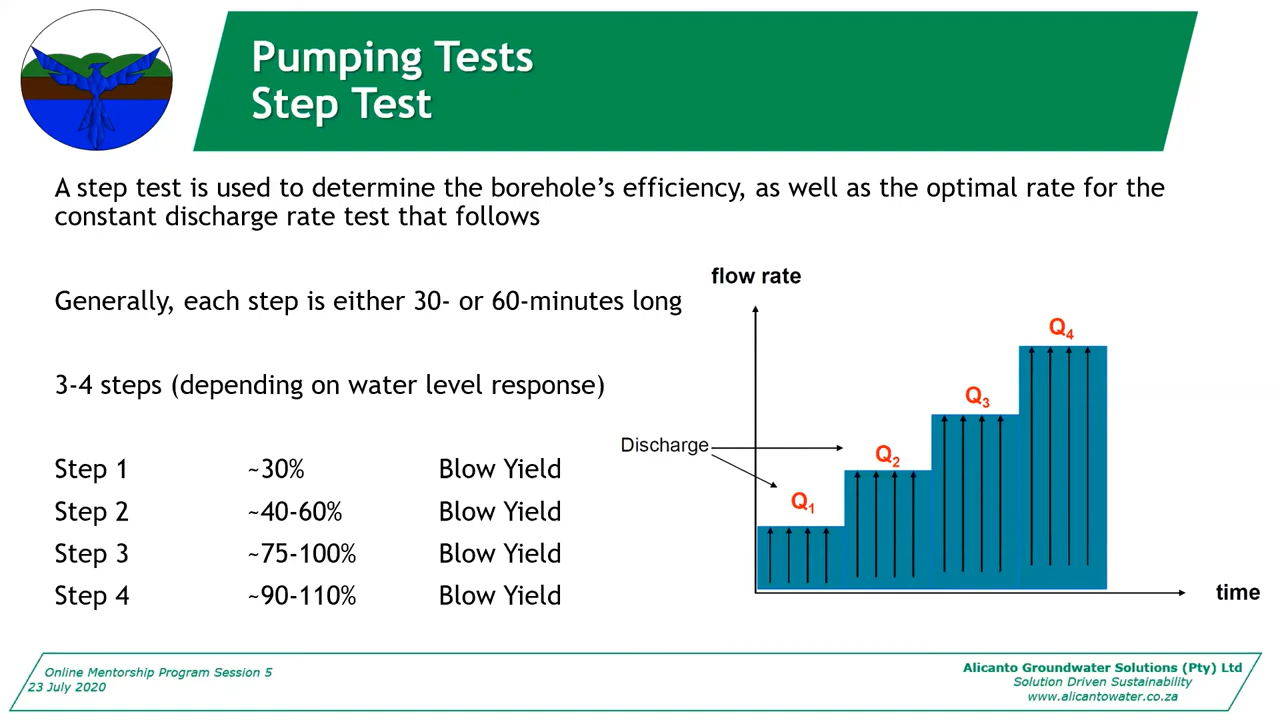 Pumping Tests
Step Test
A step test is used to determine the borehole's efficiency, as well as the optimal rate for the
constant discharge rate test that follows
Generally, each step is either 30- or 60-minutes long
3-4 steps (depending on water level response)
Step 1 ~30% Blow Yield
Step 2 ~40-60% Blow Yield
Step 3 ~75-100% Blow Yield
Step 4 ~90-110% Blow Yield
flow rate
Q4
Q3
Discharge
Q2
Q1
time
Online Mentorship Program Session 5
23 July 2020
Alicanto Groundwater Solutions (Pty) Ltd
Solution Driven Sustainability
www.alicantowater.co.za